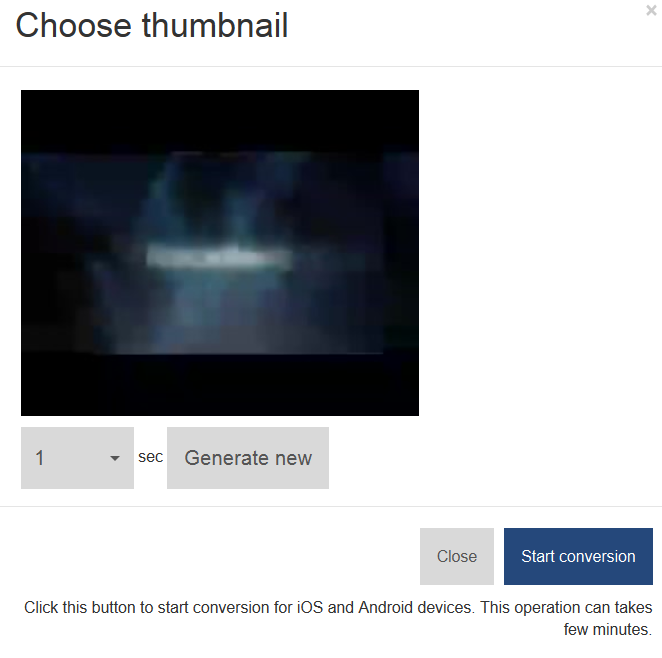 Choose thumbnail
×
1
sec
Generate new
Close
Start conversion
Click this button to start conversion for iOS and Android devices. This operation can takes
few minutes.